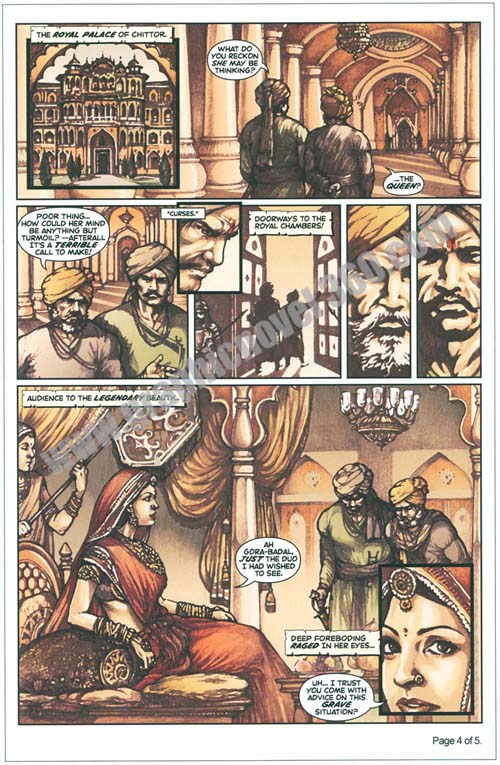 THE ROYAL PALACE OF CHITTOR.
WHAT DO
YOU RECKON
SHE MAY BE
THINKING?
...THE
QUEEN?
POOR THING...
HOW COULD HER MIND
BE ANYTHING BUT
TURMOIL? --AFTERALL
IT'S A TERRIBLE
CALL TO MAKE!
"CURSES."
DOORWAYS TO THE
ROYAL CHAMBERS!
AUDIENCE TO THE LEGENDARY BEAUTY...
AH
GORA-BADAL,
JUST THE DUO
I HAD WISHED
TO SEE.
DEEP FOREBODING
RAGED IN HER EYES...
UH... I TRUST
YOU COME WITH
ADVICE ON THIS
GRAVE
SITUATION?
Page 4 of 5.